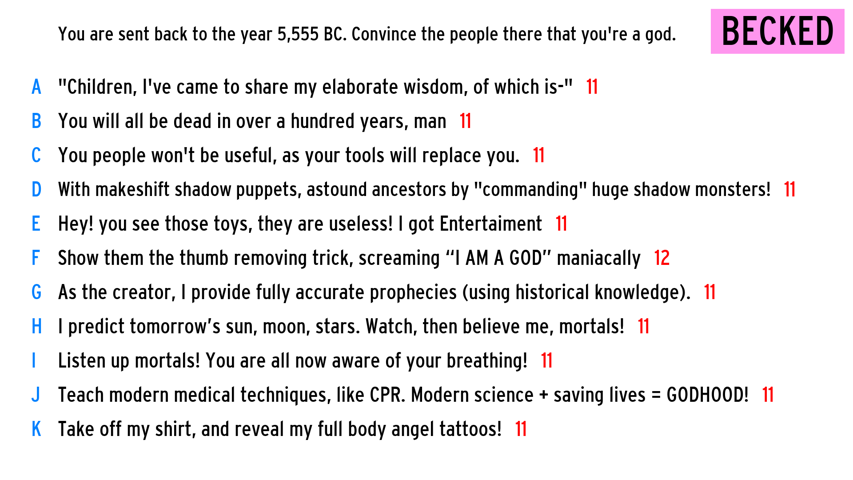 You are sent back to the year 5,555 BC. Convince the people there that you're a god.
BECKED
A "Children, I've came to share my elaborate wisdom, of which is-" 11
B You will all be dead in over a hundred years, man 11
C You people won't be useful, as your tools will replace you. 11
D With makeshift shadow puppets, astound ancestors by "commanding" huge shadow monsters! 11
E Hey! you see those toys, they are useless! I got Entertaiment 11
F Show them the thumb removing trick, screaming “I AM A GOD” maniacally 12
G As the creator, I provide fully accurate prophecies (using historical knowledge). 11
H I predict tomorrow’s sun, moon, stars. Watch, then believe me, mortals! 11
I Listen up mortals! You are all now aware of your breathing! 11
J Teach modern medical techniques, like CPR. Modern science + saving lives = GODHOOD! 11
K Take off my shirt, and reveal my full body angel tattoos! 11